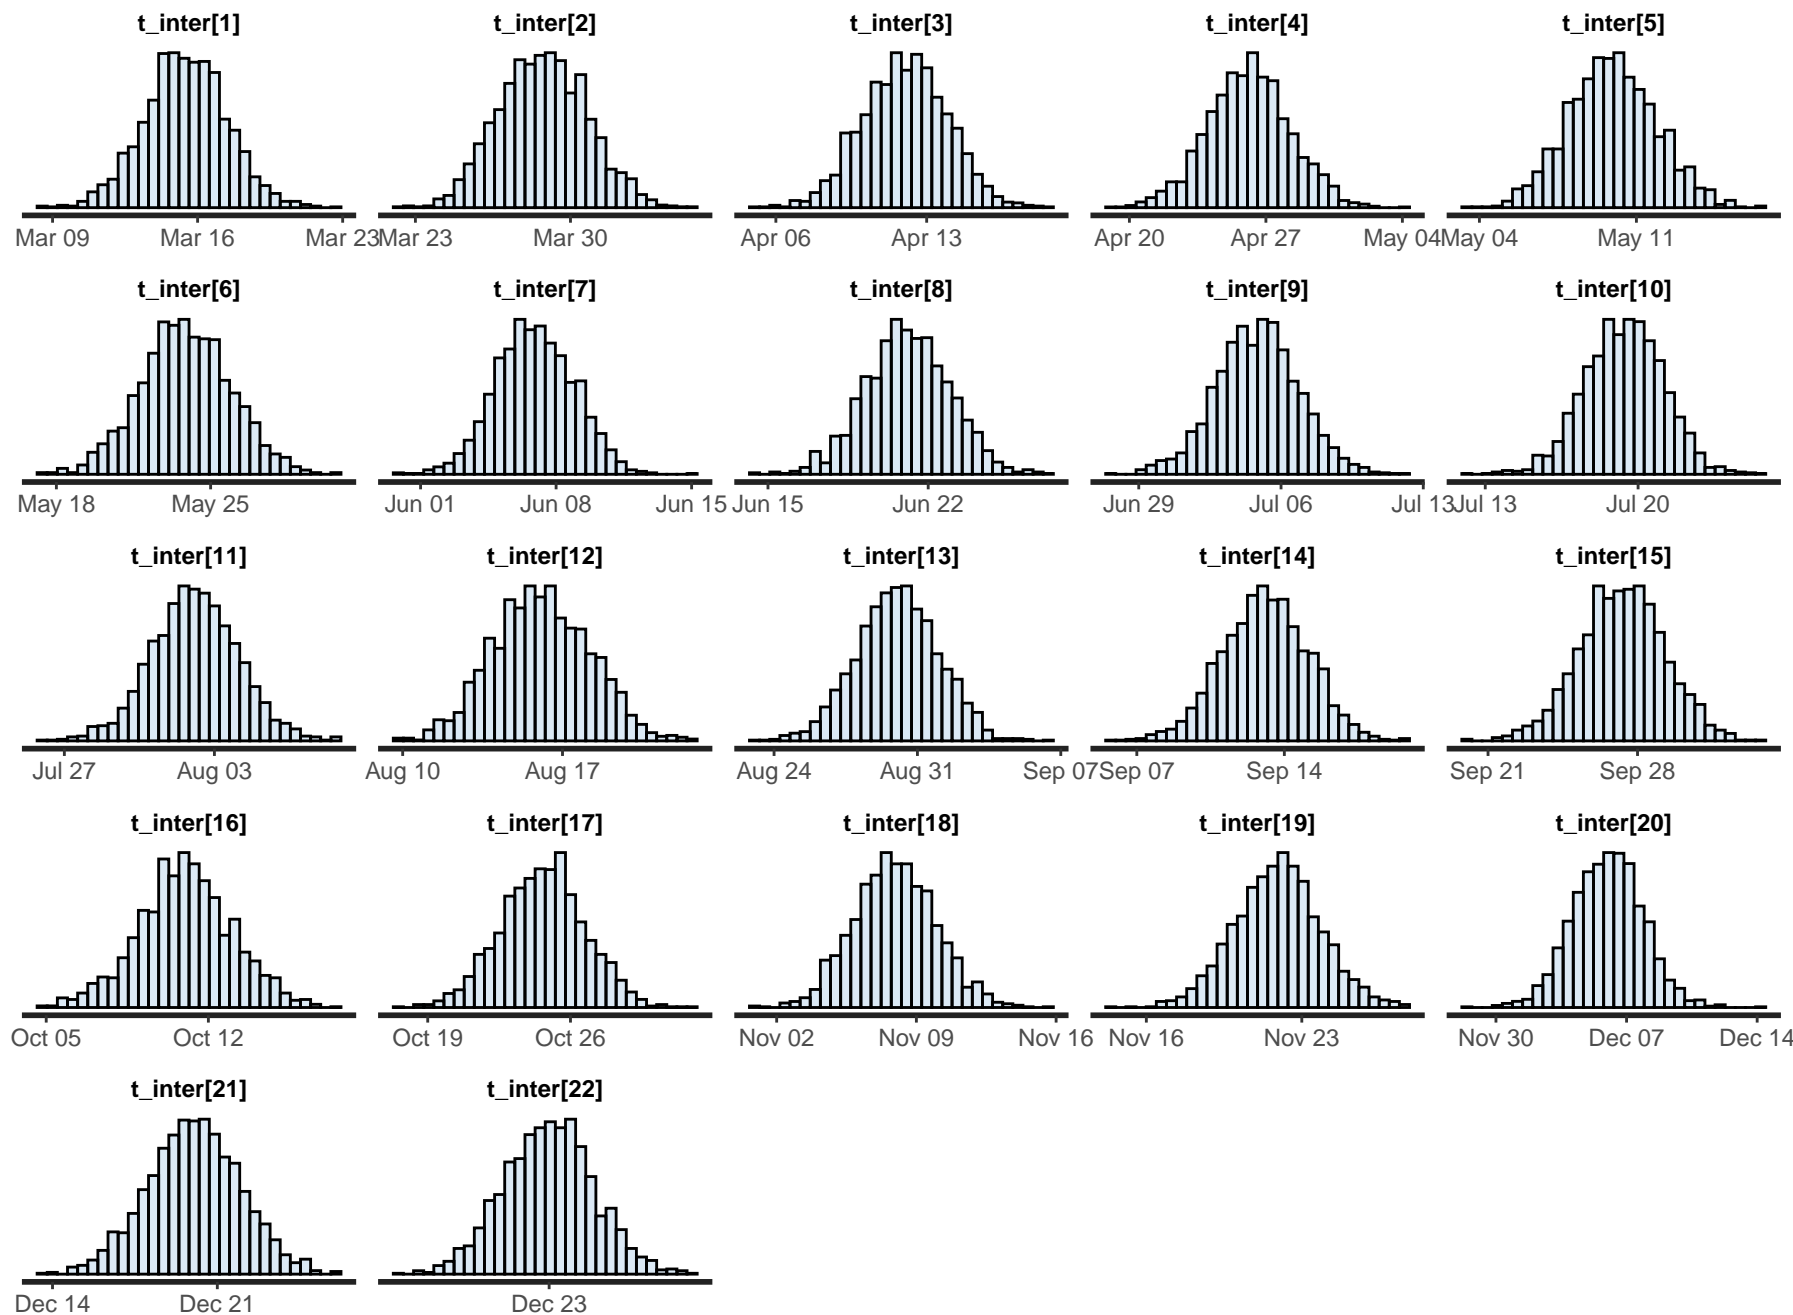 t_inter[1] t_inter[2] t_inter[3] t_inter[4] t_inter[5]
Mar 09 Mar 16 Mar 23 Mar 23 Mar 30 Apr 06 Apr 13 Apr 20 Apr 27 May 04 May 04 May 11
t_inter[6] t_inter[7] t_inter[8] t_inter[9] t_inter[10]
May 18 May 25 Jun 01 Jun 08 Jun 15 Jun 15 Jun 22 Jun 29 Jul 06 Jul 13 Jul 13 Jul 20
t_inter[11] t_inter[12] t_inter[13] t_inter[14] t_inter[15]
Jul 27 Aug 03 Aug 10 Aug 17 Aug 24 Aug 31 Sep 07 Sep 07 Sep 14 Sep 21 Sep 28
t_inter[16] t_inter[17] t_inter[18] t_inter[19] t_inter[20]
Oct 05 Oct 12 Oct 19 Oct 26 Nov 02 Nov 09 Nov 16 Nov 16 Nov 23 Nov 30 Dec 07 Dec 14
t_inter[21] t_inter[22]
Dec 14 Dec 21 Dec 23